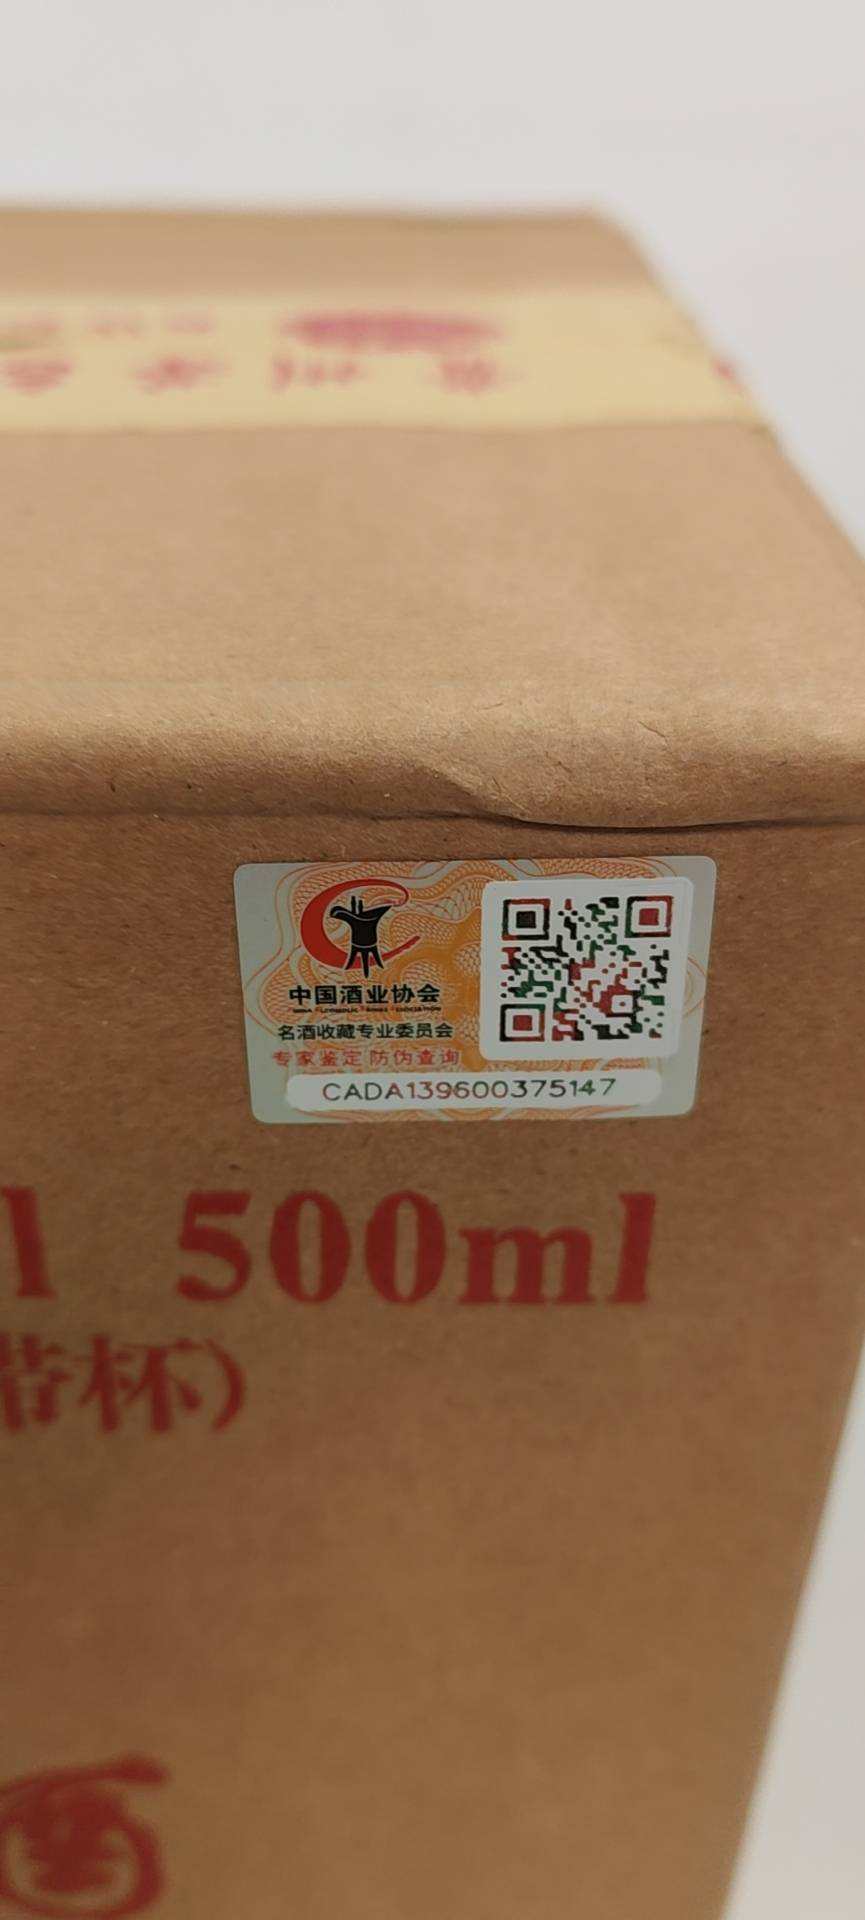 中国酒业协会
名酒收藏专业委员会
专家鉴定防伪查询
CADA139600375147
500ml
带杯)